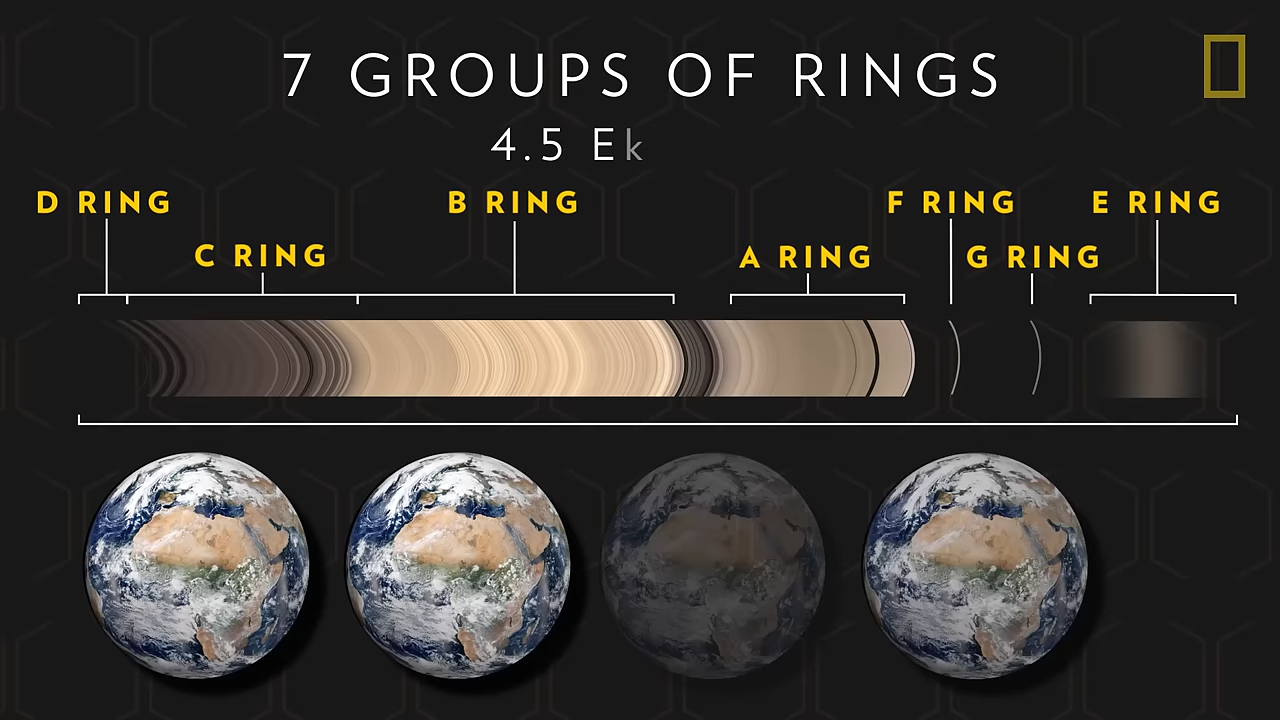 7 GROUPS OF RINGS
4.5 Ek
D RING
B RING
F RING
E RING
C RING
A RING
G RING